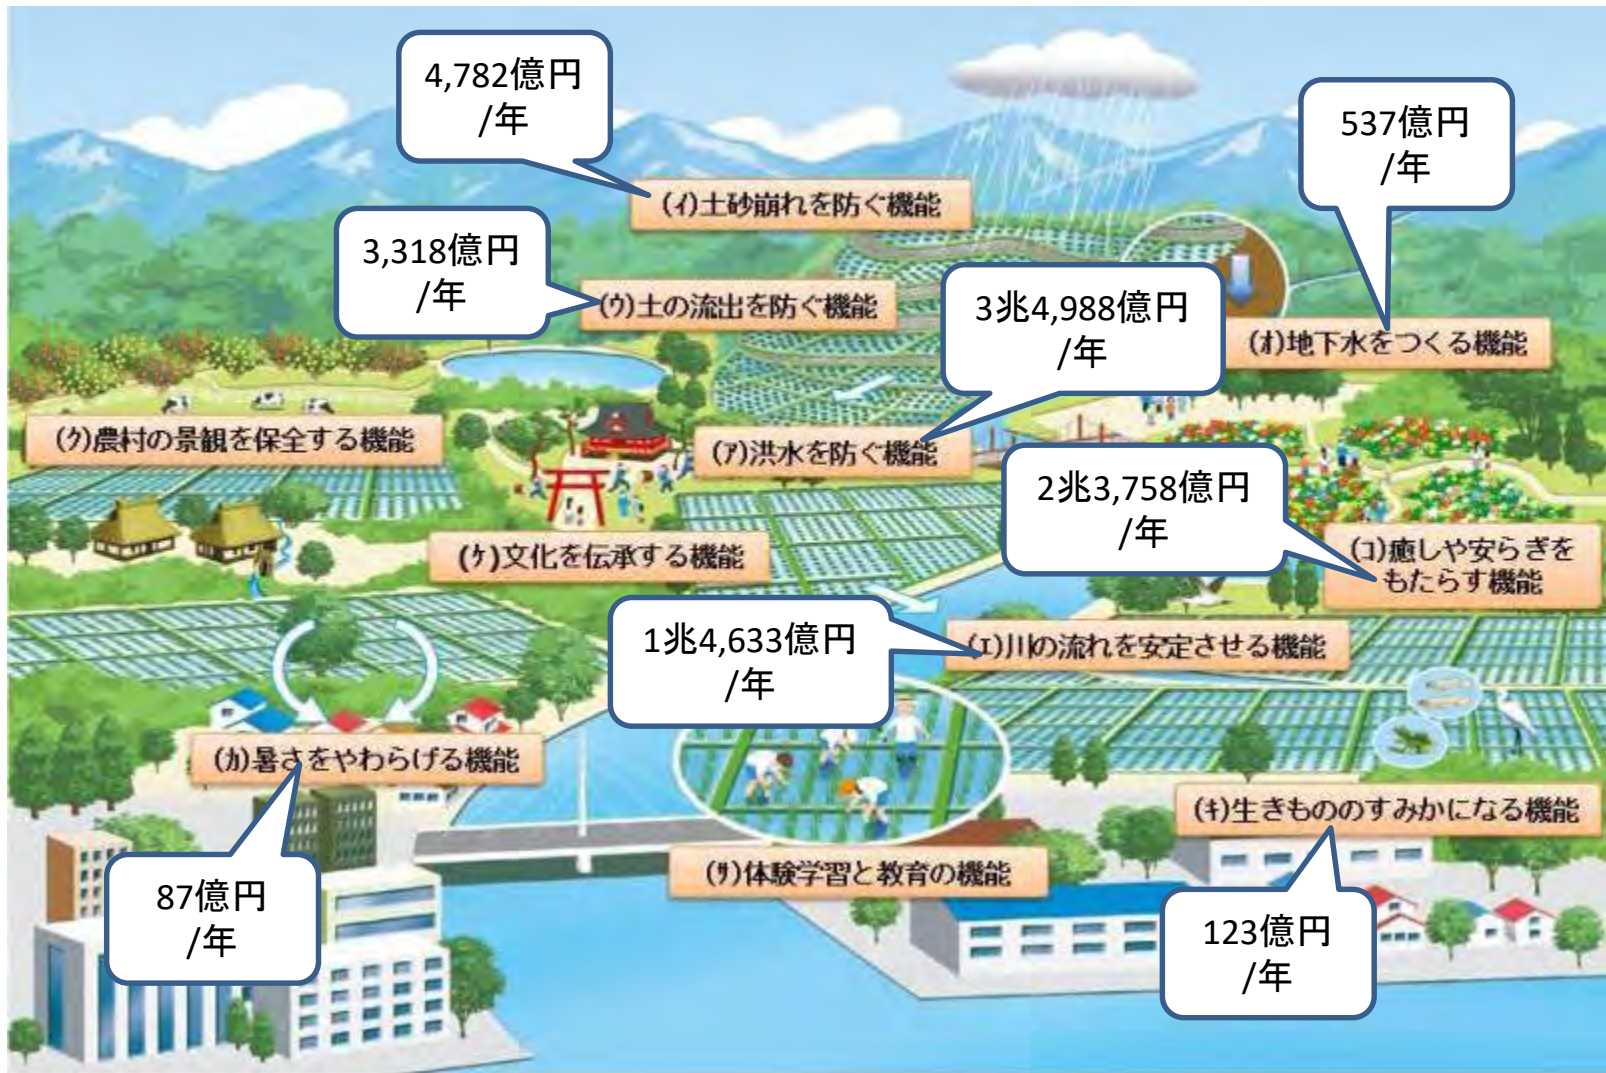 4,782億円
/年
537億円
/年
(イ)土砂崩れを防ぐ機能
3,318億円
/年
(ウ)土の流出を防ぐ機能
3兆4,988億円
/年
(オ)地下水をつくる機能
(ク)農村の景観を保全する機能
(ア)洪水を防ぐ機能
2兆3,758億円
/年
(ケ)文化を伝承する機能
(コ)癒しや安らぎを
もたらす機能
1兆4,633億円
/年
(エ)川の流れを安定させる機能
(カ)暑さをやわらげる機能
(キ)生きもののすみかになる機能
(サ)体験学習と教育の機能
87億円
/年
123億円
/年